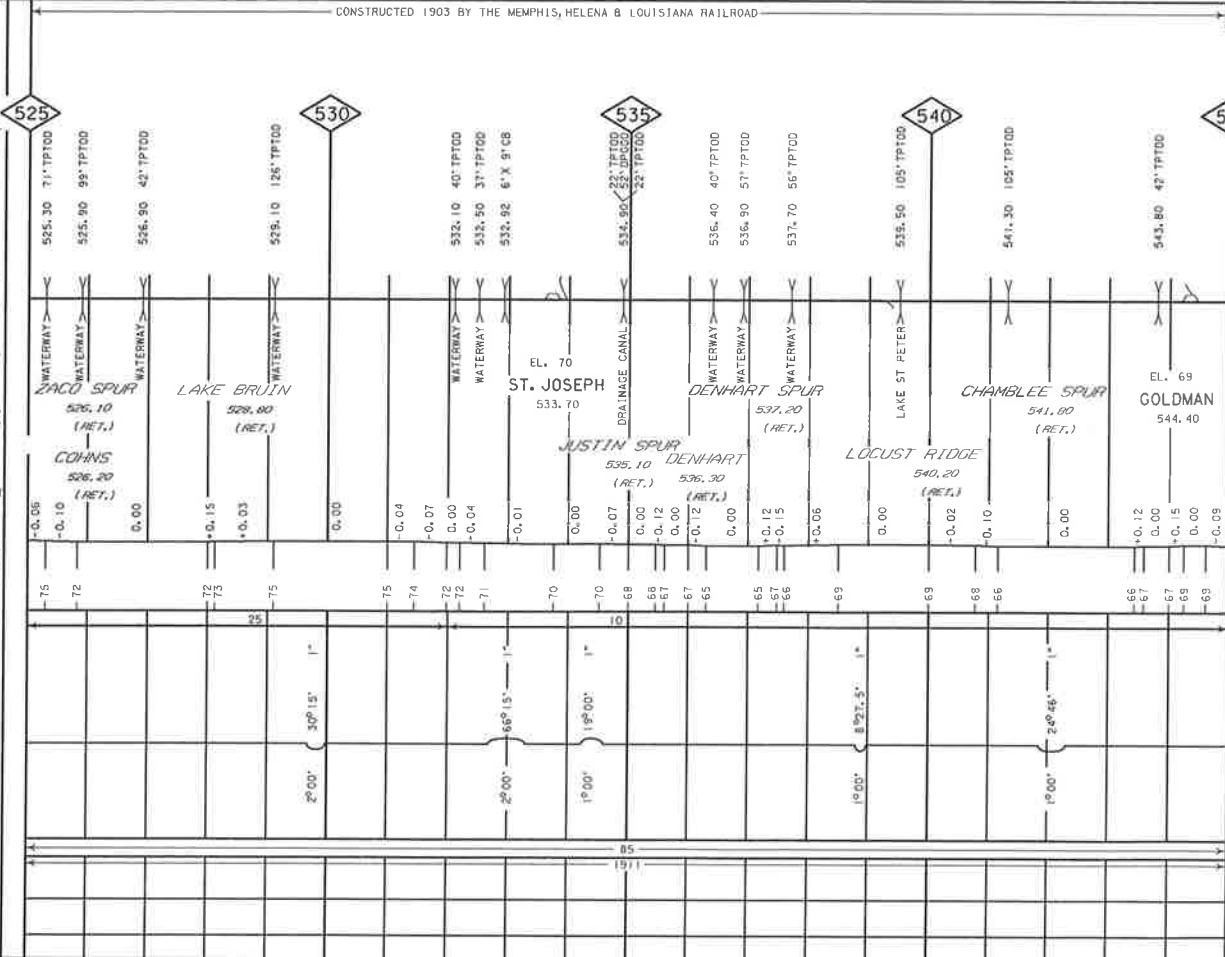 CONSTRUCTED 1903 BY THE MEMPHIS, HELENA & LOUISIANA RAILROAD
525
530
535
540
5
525.30 71' TPTOD
525.90 99' TPTOD
526.90 42' TPTOD
529.10 126' TPTOD
532.10 40' TPTOD
532.50 37' TPTOD
532.92 6' X 9' CB
22' TPTOD
534.90 52' DPGOD
22' TPTOD
536.40 40' TPTOD
536.90 57' TPTOD
537.70 56' TPTOD
539.50 105' TPTOD
541.30 105' TPTOD
543.80 42' TPTOD
WATERWAY
WATERWAY
WATERWAY
WATERWAY
WATERWAY
WATERWAY
DRAINAGE CANAL
WATERWAY
WATERWAY
WATERWAY
LAKE ST PETER
ZACO SPUR
526.10
(RET.)
COHNS
526.20
(RET.)
LAKE BRUIN
528.80
(RET.)
EL. 70
ST. JOSEPH
533.70
JUSTIN SPUR
535.10
(RET.)
DENHART
536.30
(RET.)
DENHART SPUR
537.20
(RET.)
LOCUST RIDGE
540.20
(RET.)
CHAMBLEE SPUR
541.80
(RET.)
EL. 69
GOLDMAN
544.40
-0.06 -0.10 0.00 +0.15 +0.03 0.00 -0.04 -0.07 0.00 -0.04 -0.01 0.00 -0.07 0.00 -0.12 0.00 -0.12 0.00 +0.12 +0.15 +0.06 0.00 -0.02 -0.10 0.00 +0.12 0.00 +0.15 0.00 -0.09
75 72 72 73 75 75 74 72 72 71 70 70 68 68 67 67 65 65 67 66 69 69 68 66 66 67 67 69 69
25 10
30°15' 1"
66°15' 1"
19°00' 1"
8°27.5' 1"
24°46' 1"
2°00'
2°00'
1°00'
1°00'
1°00'
85
1911